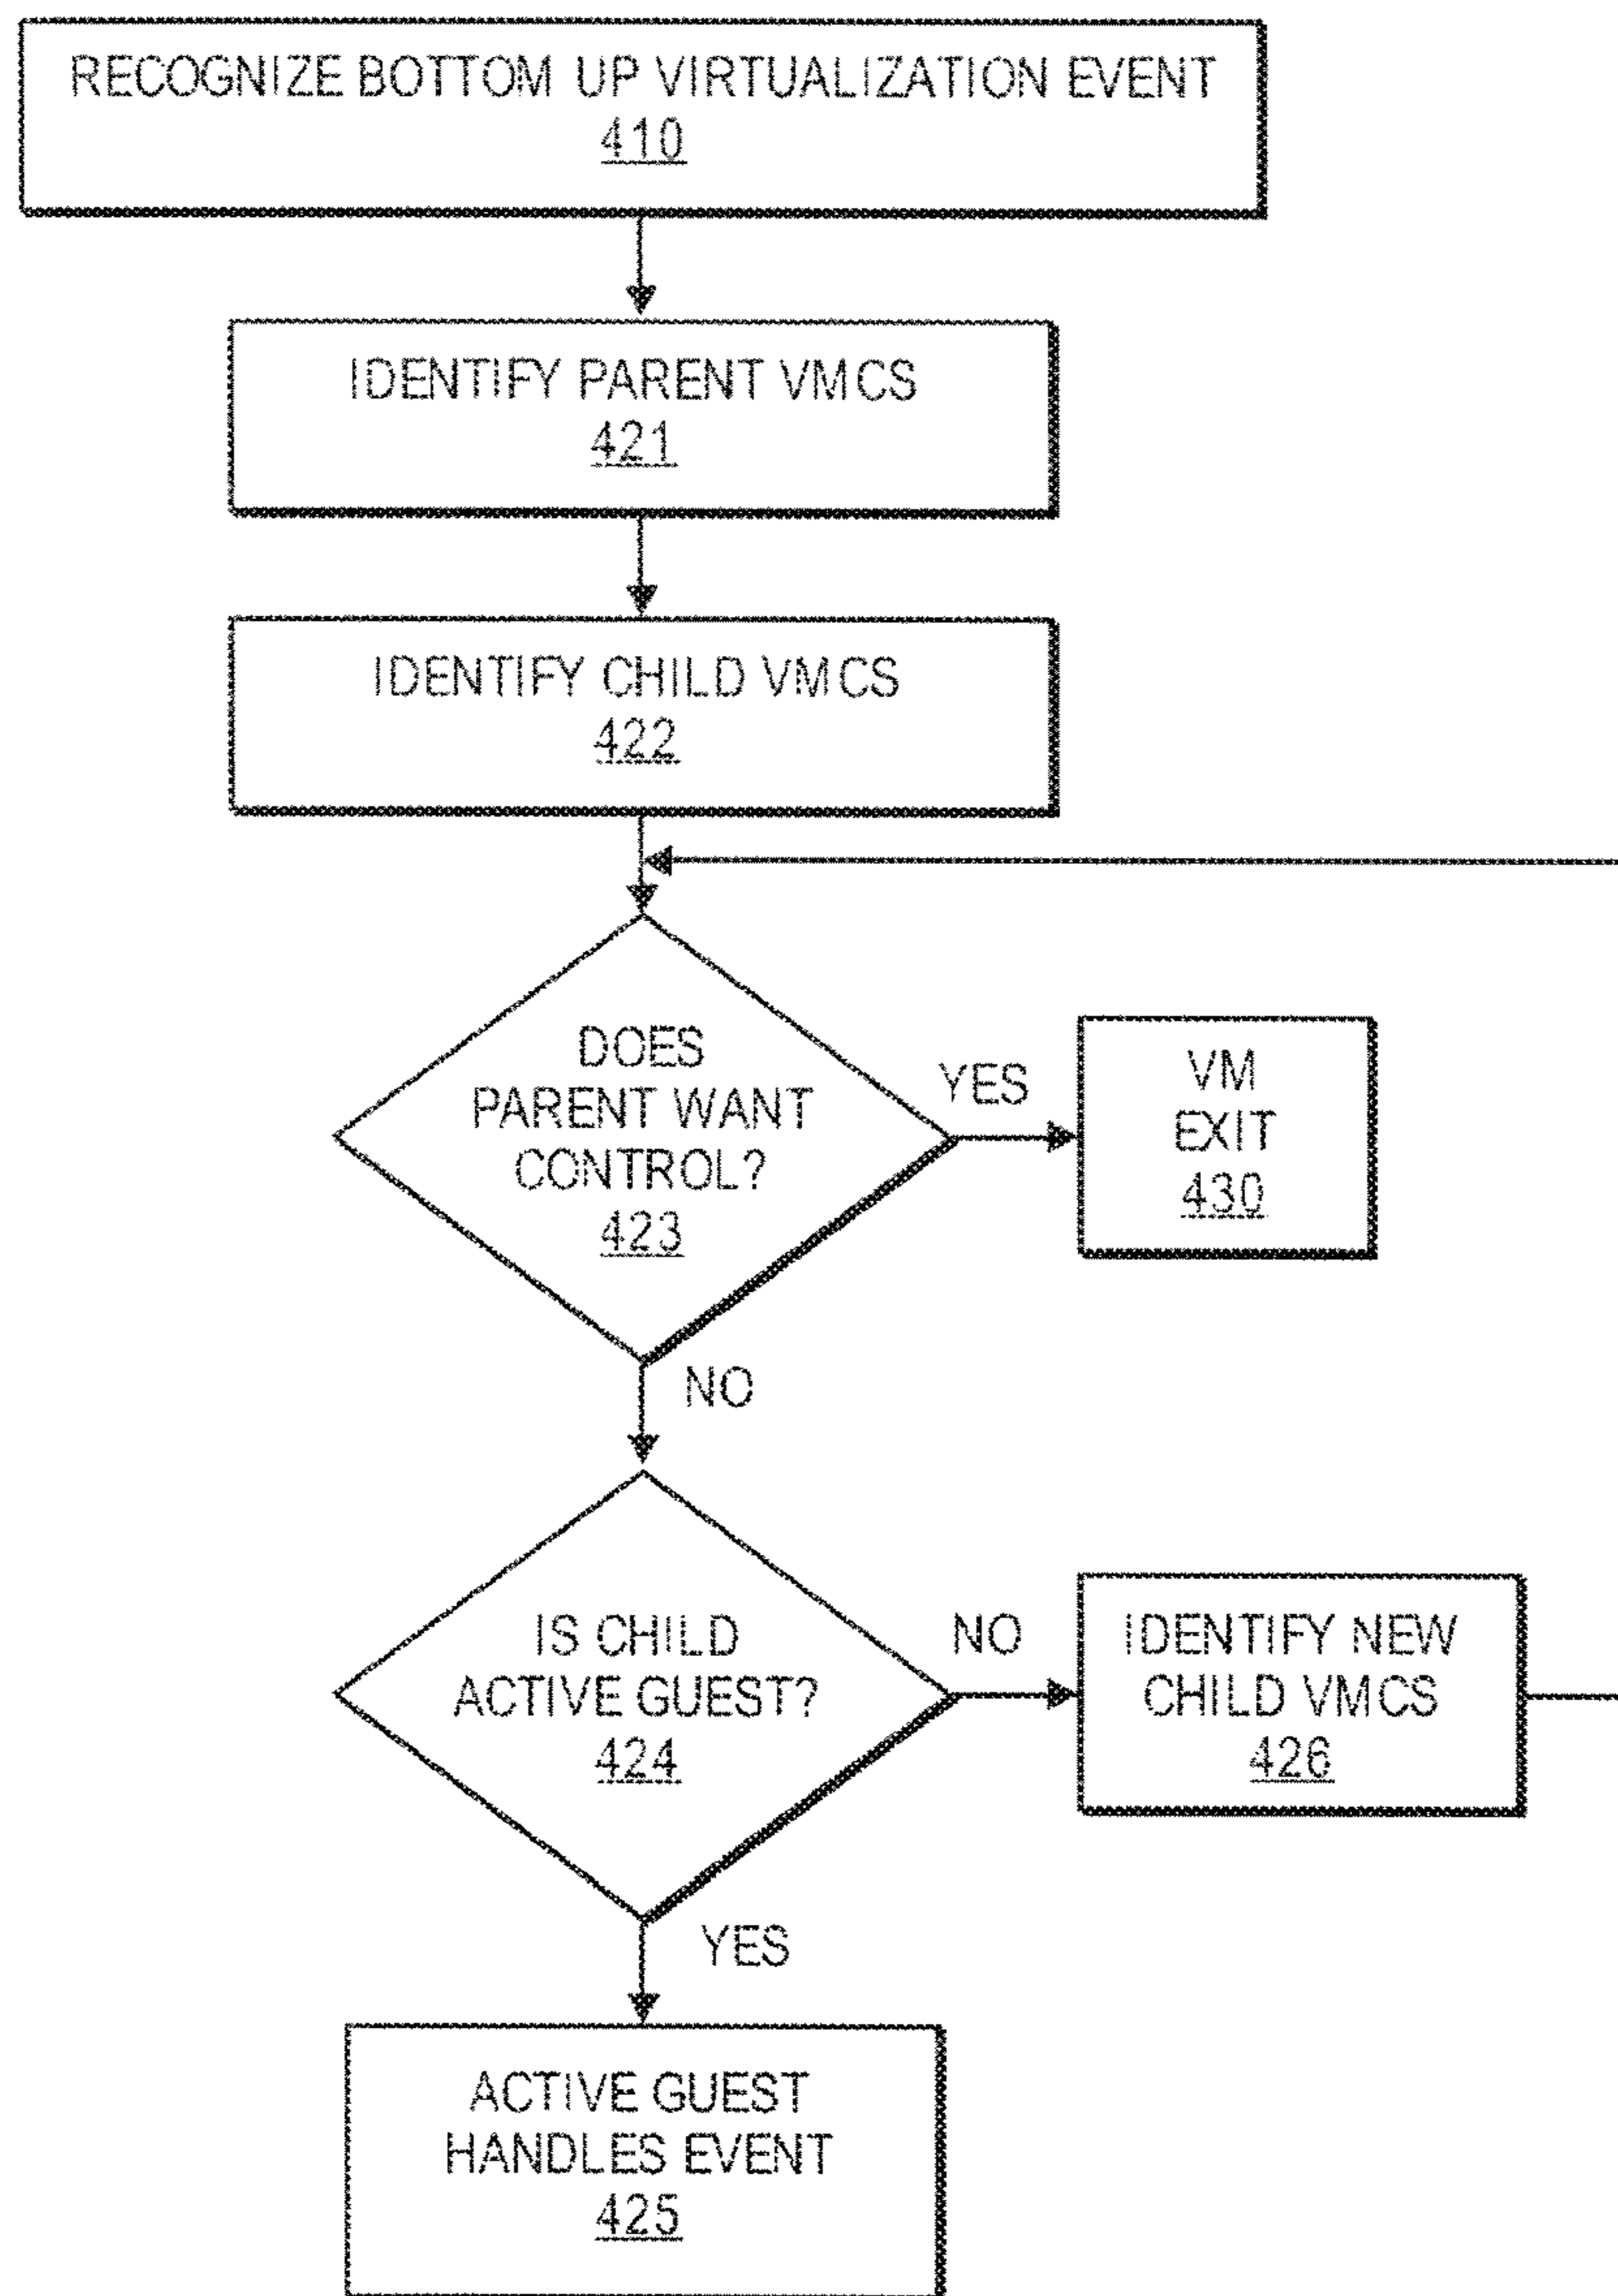 RECOGNIZE BOTTOM UP VIRTUALIZATION EVENT
410
IDENTIFY PARENT VMCS
421
IDENTIFY CHILD VMCS
422
DOES
PARENT WANT
CONTROL?
423
YES
VM
EXIT
430
NO
IS CHILD
ACTIVE GUEST?
424
NO
IDENTIFY NEW
CHILD VMCS
426
YES
ACTIVE GUEST
HANDLES EVENT
425